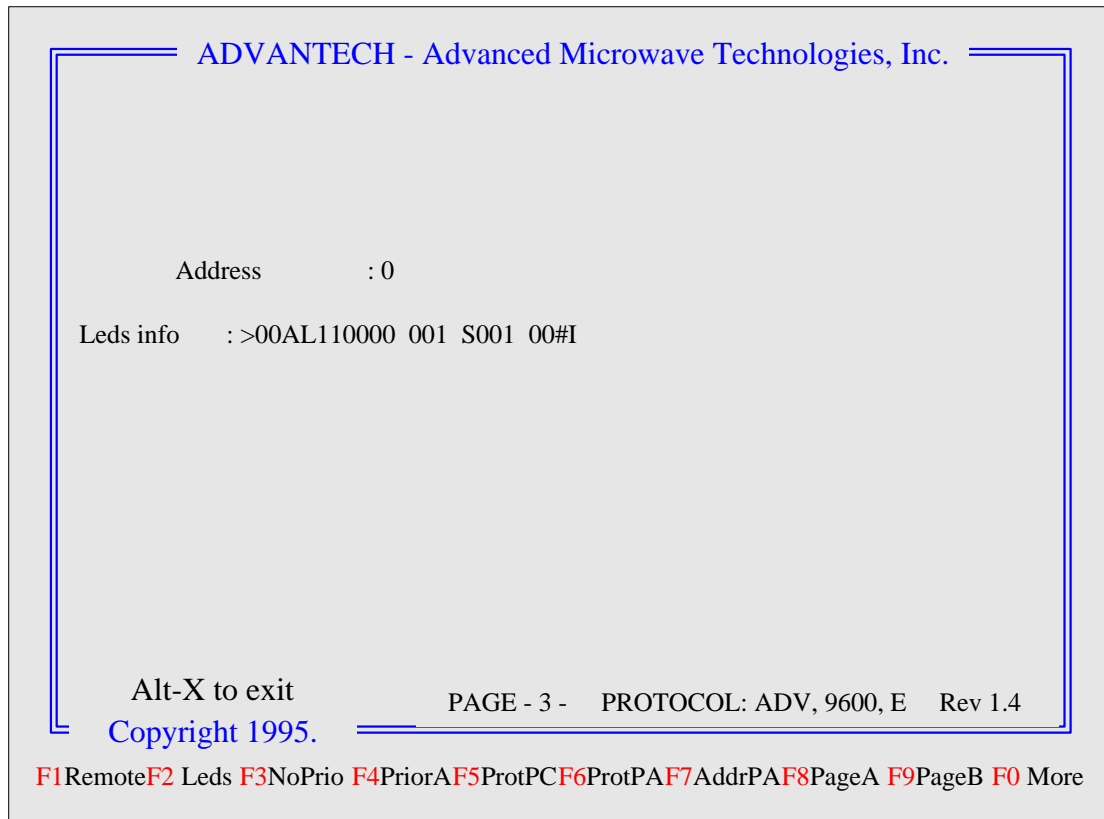 ADVANTECH - Advanced Microwave Technologies, Inc.
Address : 0
Leds info : >00AL110000 001 S001 00#I
Alt-X to exit
PAGE - 3 - PROTOCOL: ADV, 9600, E Rev 1.4
Copyright 1995.
F1RemoteF2 Leds F3NoPrio F4PriorAF5ProtPCF6ProtPAF7AddrPAF8PageA F9PageB F0 More